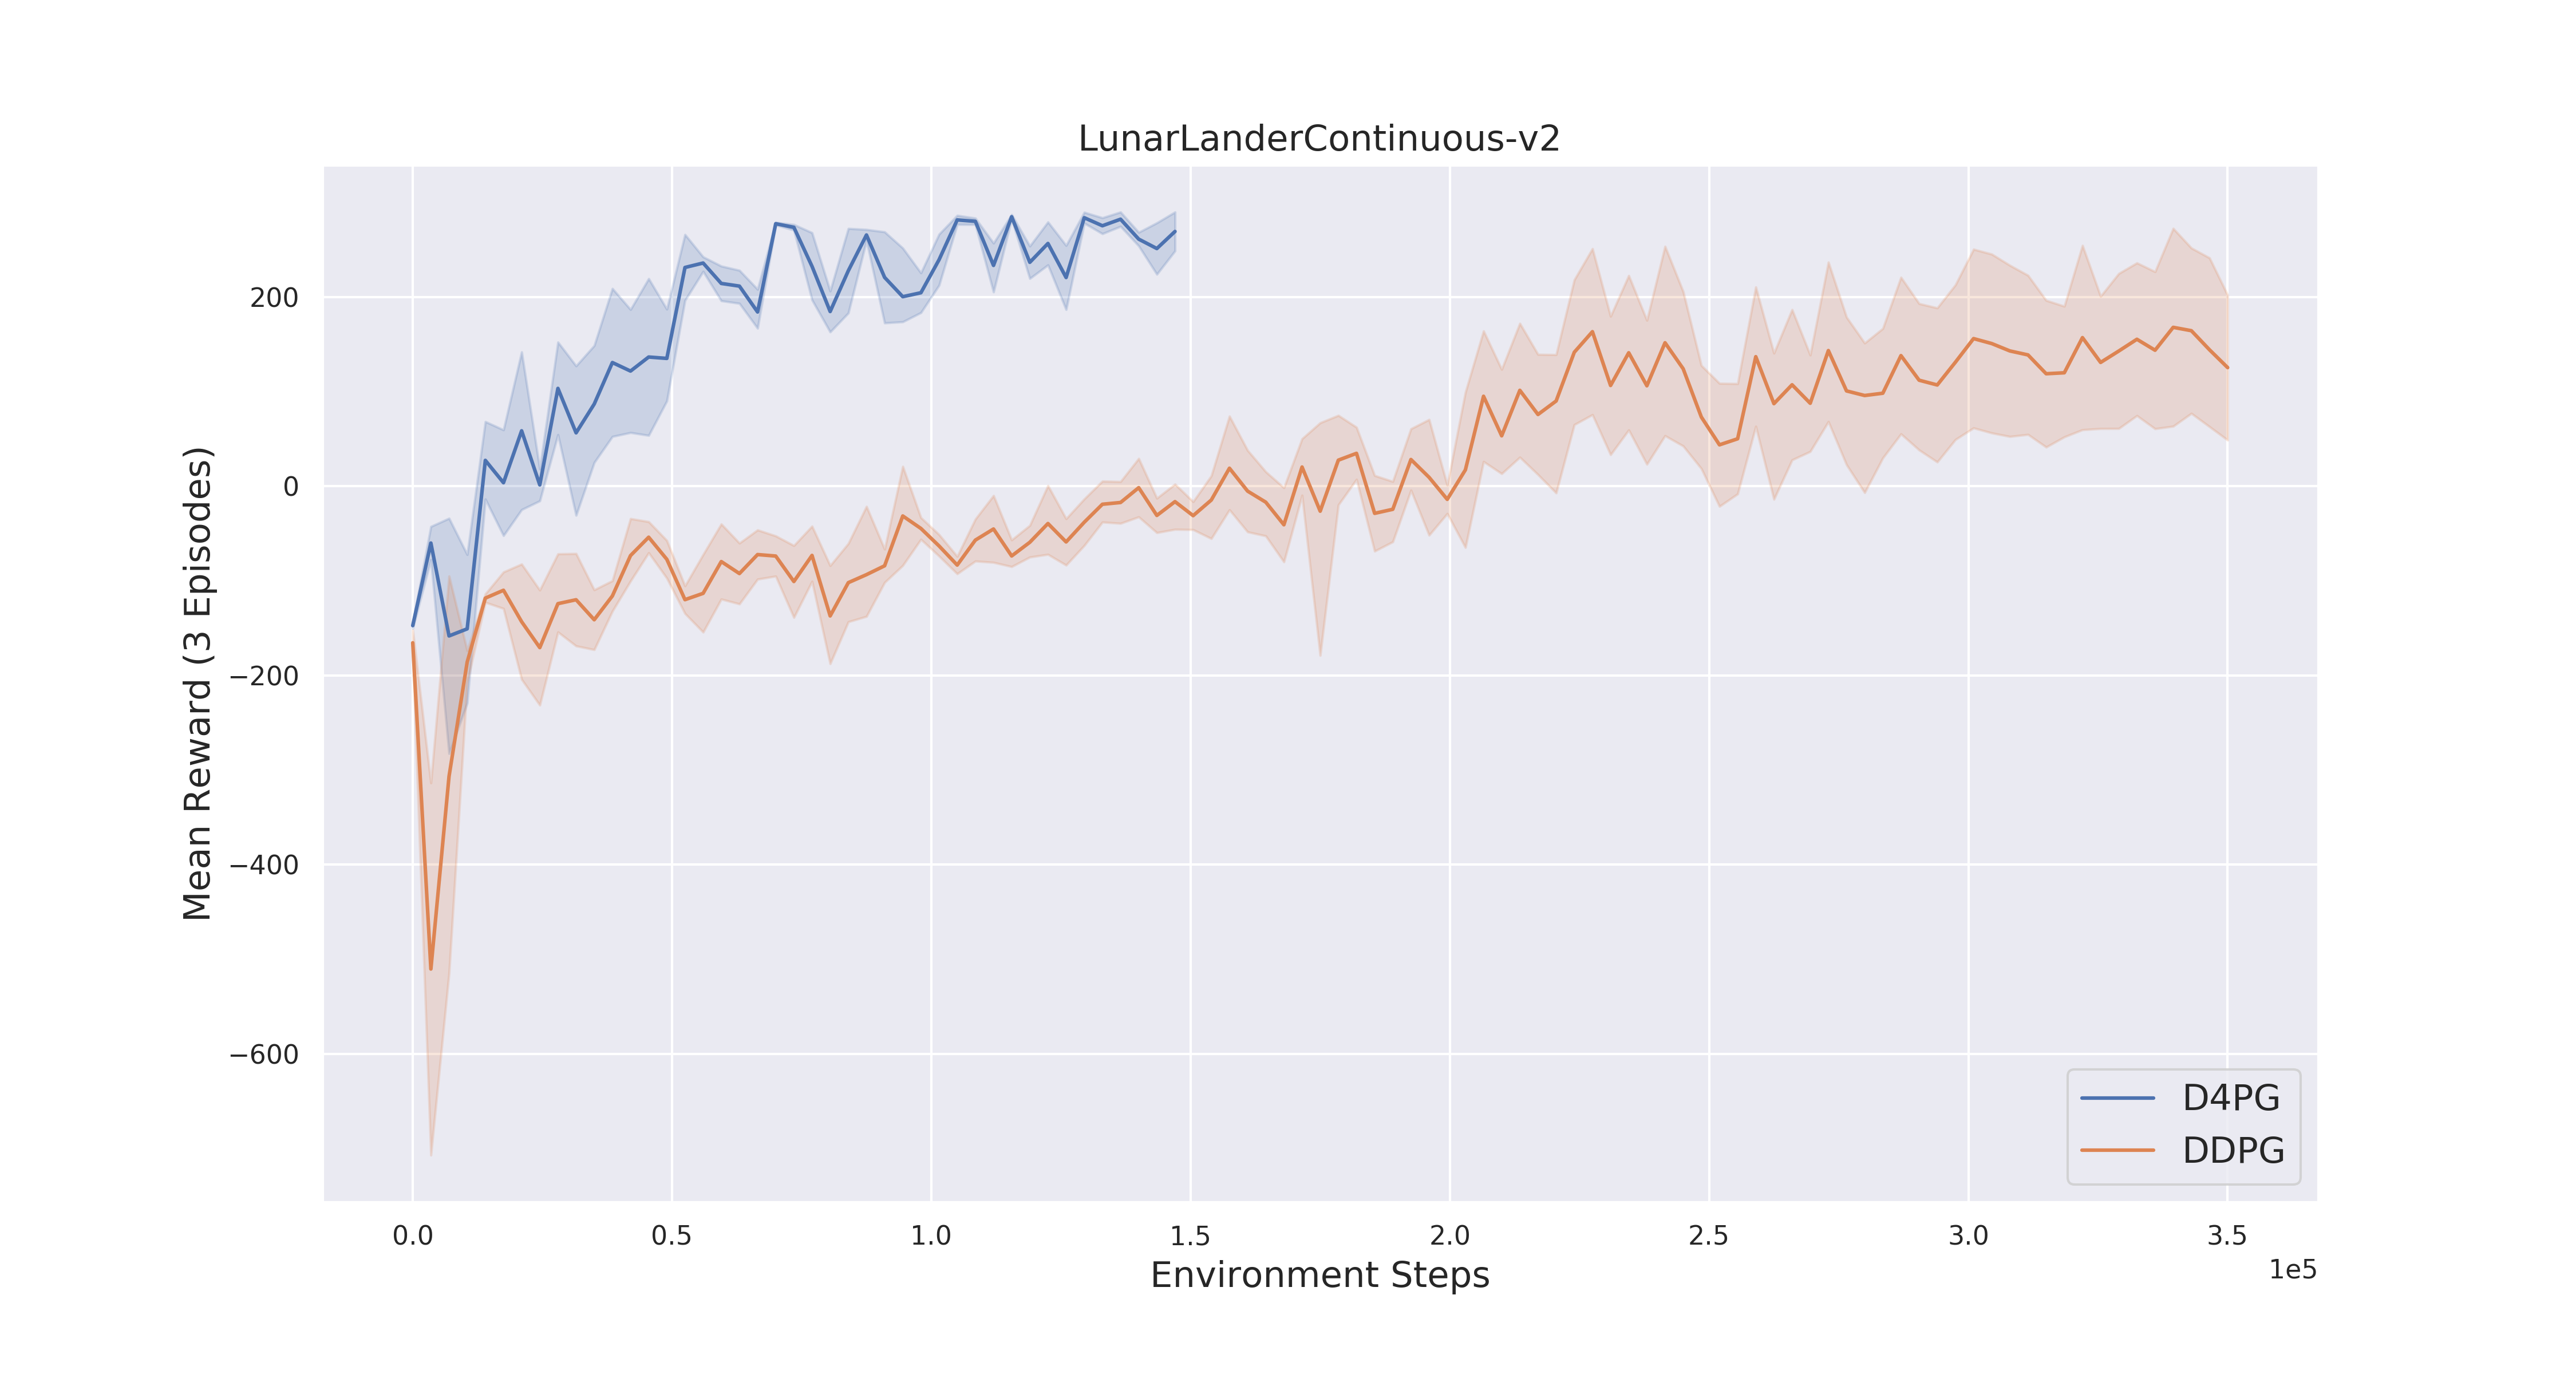 LunarLanderContinuous-v2
Mean Reward (3 Episodes)
200
0
−200
−400
−600
0.0 0.5 1.0 1.5 2.0 2.5 3.0 3.5
1e5
Environment Steps
D4PG
DDPG